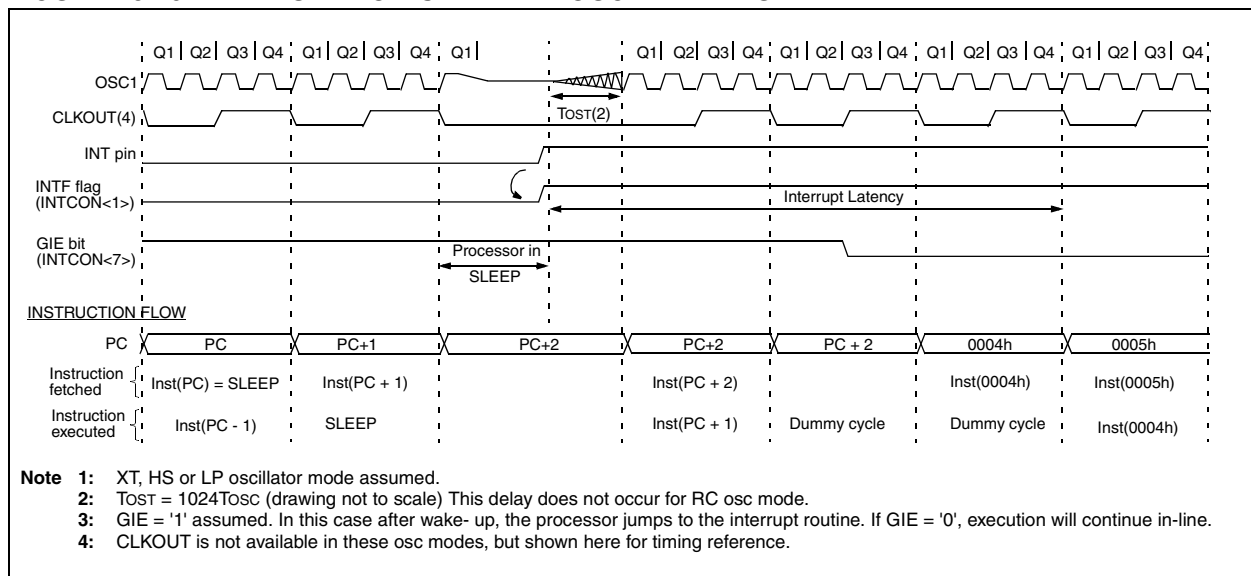 Q1 Q2 Q3 Q4 Q1 Q2 Q3 Q4 Q1 Q1 Q2 Q3 Q4 Q1 Q2 Q3 Q4 Q1 Q2 Q3 Q4 Q1 Q2 Q3 Q4
OSC1
TOST(2)
CLKOUT(4)
INT pin
INTF flag
(INTCON<1>)
Interrupt Latency
GIE bit
(INTCON<7>)
Processor in
SLEEP
INSTRUCTION FLOW
PC PC PC+1 PC+2 PC+2 PC + 2 0004h 0005h
Instruction
fetched
Inst(PC) = SLEEP Inst(PC + 1) Inst(PC + 2) Inst(0004h) Inst(0005h)
Instruction
executed
Inst(PC - 1) SLEEP Inst(PC + 1) Dummy cycle Dummy cycle Inst(0004h)
Note 1: XT, HS or LP oscillator mode assumed.
2: TOST = 1024TOSC (drawing not to scale) This delay does not occur for RC osc mode.
3: GIE = '1' assumed. In this case after wake- up, the processor jumps to the interrupt routine. If GIE = '0', execution will continue in-line.
4: CLKOUT is not available in these osc modes, but shown here for timing reference.